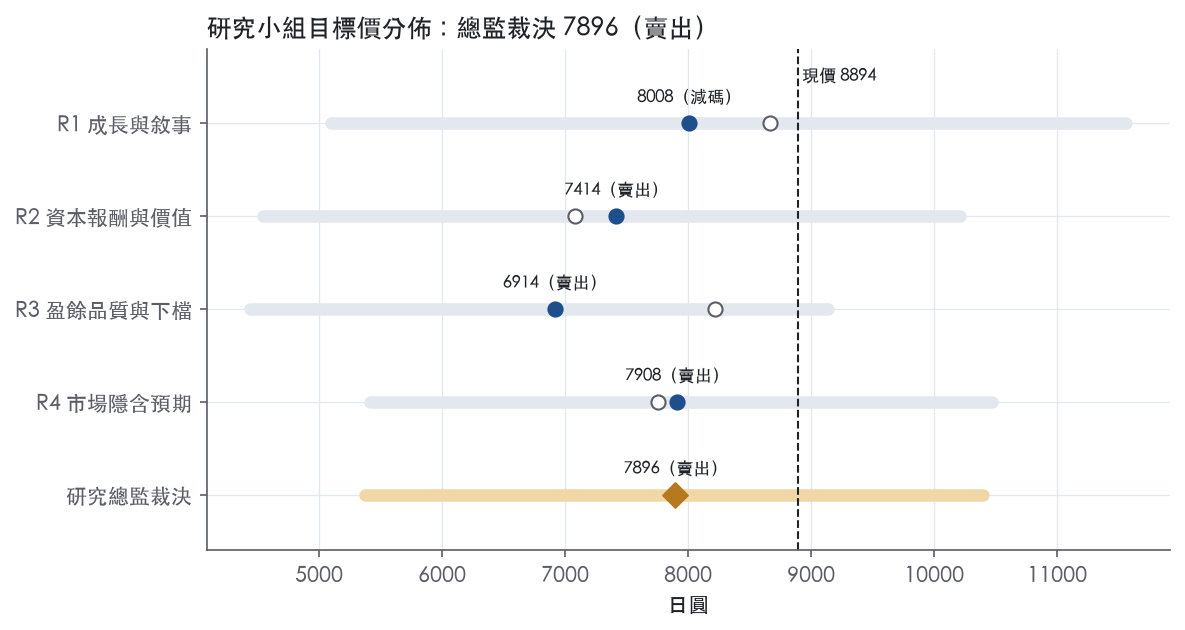 研究小組目標價分佈：總監裁決 7896（賣出）
現價 8894
8008（減碼）
R1 成長與敘事
7414（賣出）
R2 資本報酬與價值
6914（賣出）
R3 盈餘品質與下檔
7908（賣出）
R4 市場隱含預期
7896（賣出）
研究總監裁決
5000 6000 7000 8000 9000 10000 11000
日圓